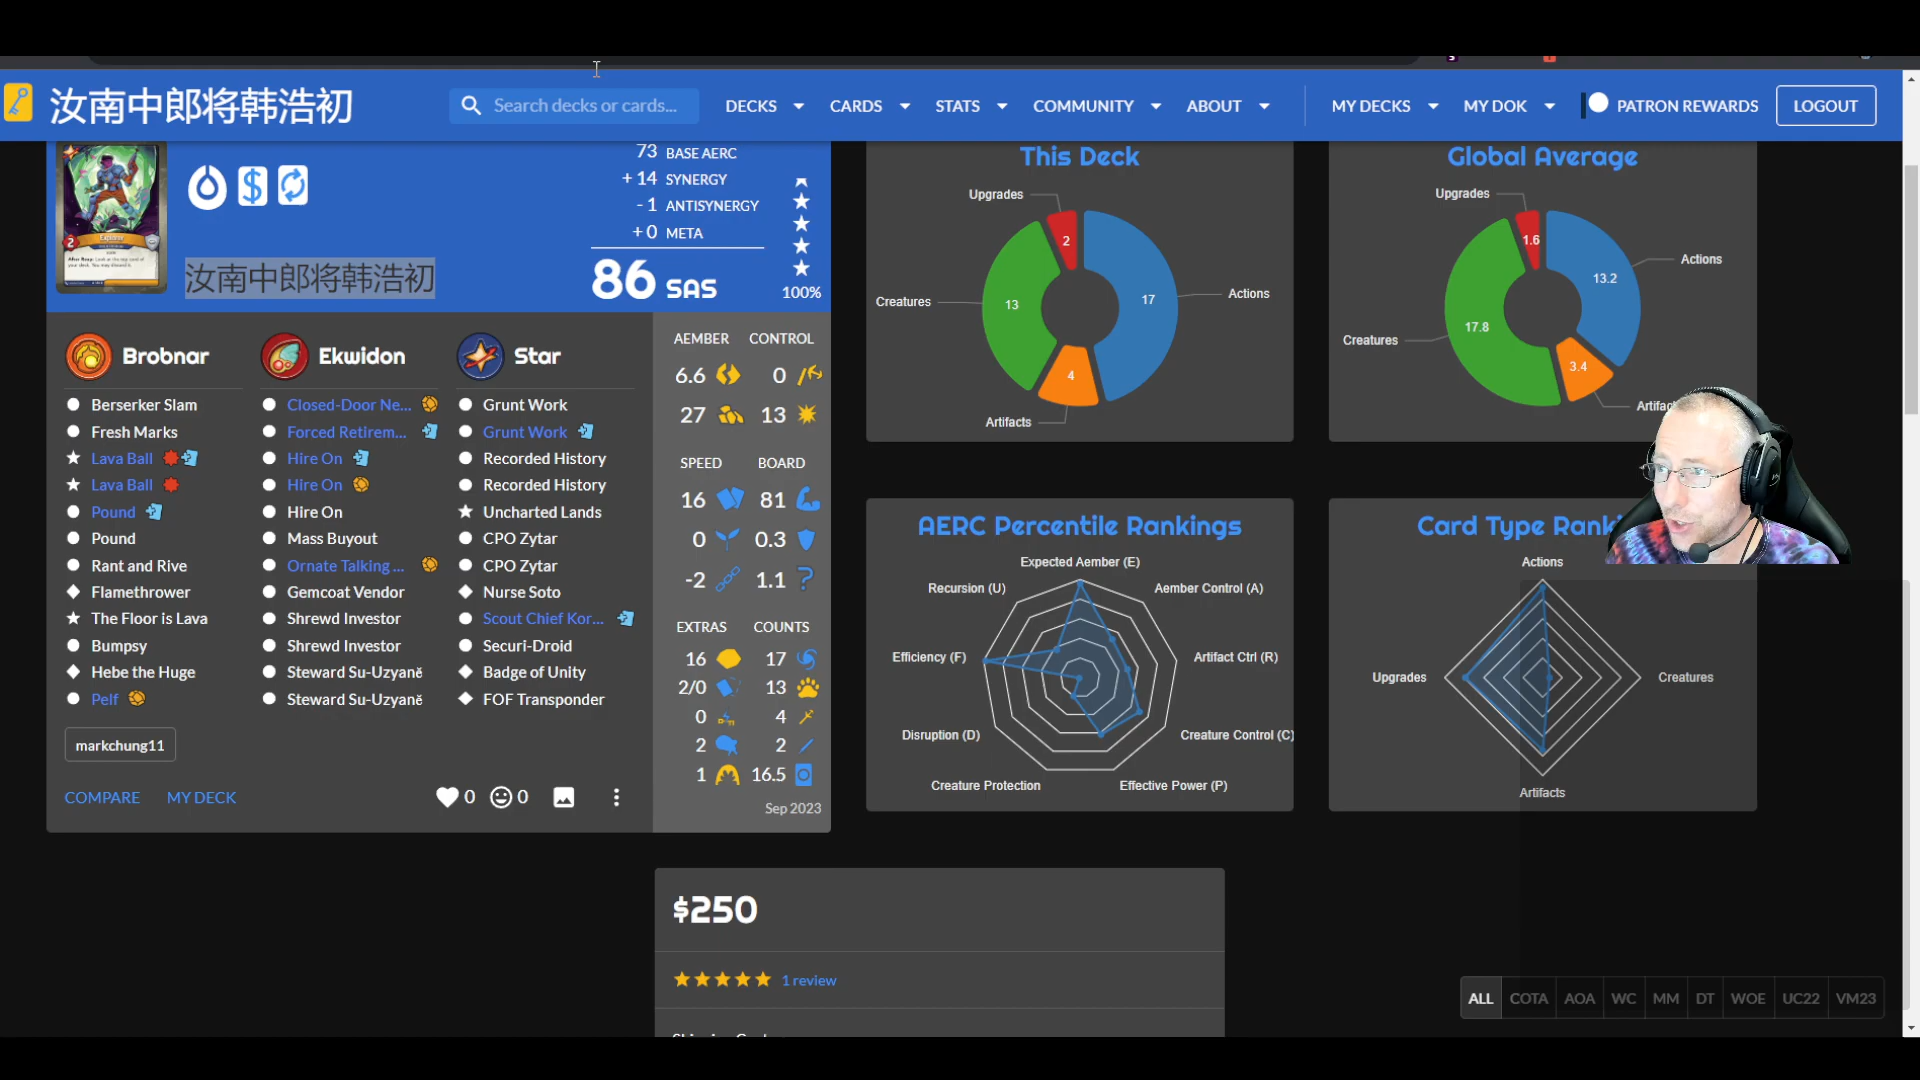 汝南中郎将韩浩初
Search decks or cards...
DECKS
CARDS
STATS
COMMUNITY
ABOUT
MY DECKS
MY DOK
PATRON REWARDS
LOGOUT
73 BASE AERC
+ 14 SYNERGY
- 1 ANTISYNERGY
+ 0 META
86 SAS
100%
汝南中郎将韩浩初
Brobnar
Berserker Slam
Fresh Marks
Lava Ball
Lava Ball
Pound
Pound
Rant and Rive
Flamethrower
The Floor is Lava
Bumpsy
Hebe the Huge
Pelf
Ekwidon
Closed-Door Ne...
Forced Retirem...
Hire On
Hire On
Hire On
Mass Buyout
Ornate Talking ...
Gemcoat Vendor
Shrewd Investor
Shrewd Investor
Steward Su-Uzyaně
Steward Su-Uzyaně
Star
Grunt Work
Grunt Work
Recorded History
Recorded History
Uncharted Lands
CPO Zytar
CPO Zytar
Nurse Soto
Scout Chief Kor...
Securi-Droid
Badge of Unity
FOF Transponder
AEMBER CONTROL
6.6 0
27 13
SPEED BOARD
16 81
0 0.3
-2 1.1
EXTRAS COUNTS
16 17
2/0 13
0 4
2 2
1 16.5
Sep 2023
markchung11
COMPARE
MY DECK
0
0
This Deck
Upgrades
2
Creatures
13
17
Actions
4
Artifacts
Global Average
Upgrades
1.6
13.2
Actions
17.8
Creatures
3.4
AERC Percentile Rankings
Expected Aember (E)
Recursion (U)
Aember Control (A)
Efficiency (F)
Artifact Ctrl (R)
Disruption (D)
Creature Control (C)
Creature Protection
Effective Power (P)
Card Type Ranki
Actions
Upgrades
Creatures
Artifacts
$250
1 review
ALL
COTA
AOA
WC
MM
DT
WOE
UC22
VM23